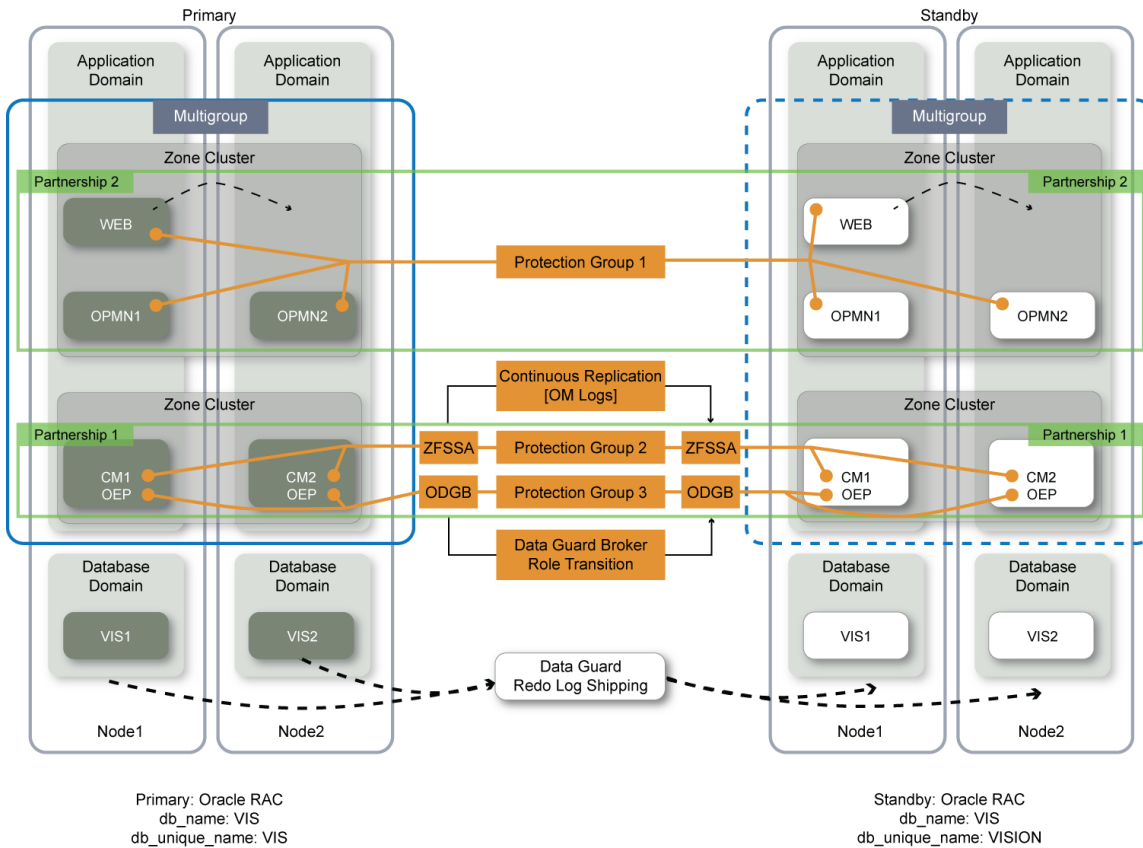 Primary
Standby
Application
Domain
Application
Domain
Application
Domain
Application
Domain
Multigroup
Multigroup
Zone Cluster
Zone Cluster
Partnership 2
Partnership 2
WEB
WEB
Protection Group 1
OPMN1
OPMN2
OPMN1
OPMN2
Continuous Replication
[OM Logs]
Zone Cluster
Zone Cluster
Partnership 1
Partnership 1
ZFSSA
Protection Group 2
ZFSSA
CM1
OEP
CM2
OEP
CM1
OEP
CM2
OEP
ODGB
Protection Group 3
ODGB
Data Guard Broker
Role Transition
Database
Domain
Database
Domain
Database
Domain
Database
Domain
VIS1
VIS2
VIS1
VIS2
Data Guard
Redo Log Shipping
Node1
Node2
Node1
Node2
Primary: Oracle RAC
db_name: VIS
db_unique_name: VIS
Standby: Oracle RAC
db_name: VIS
db_unique_name: VISION